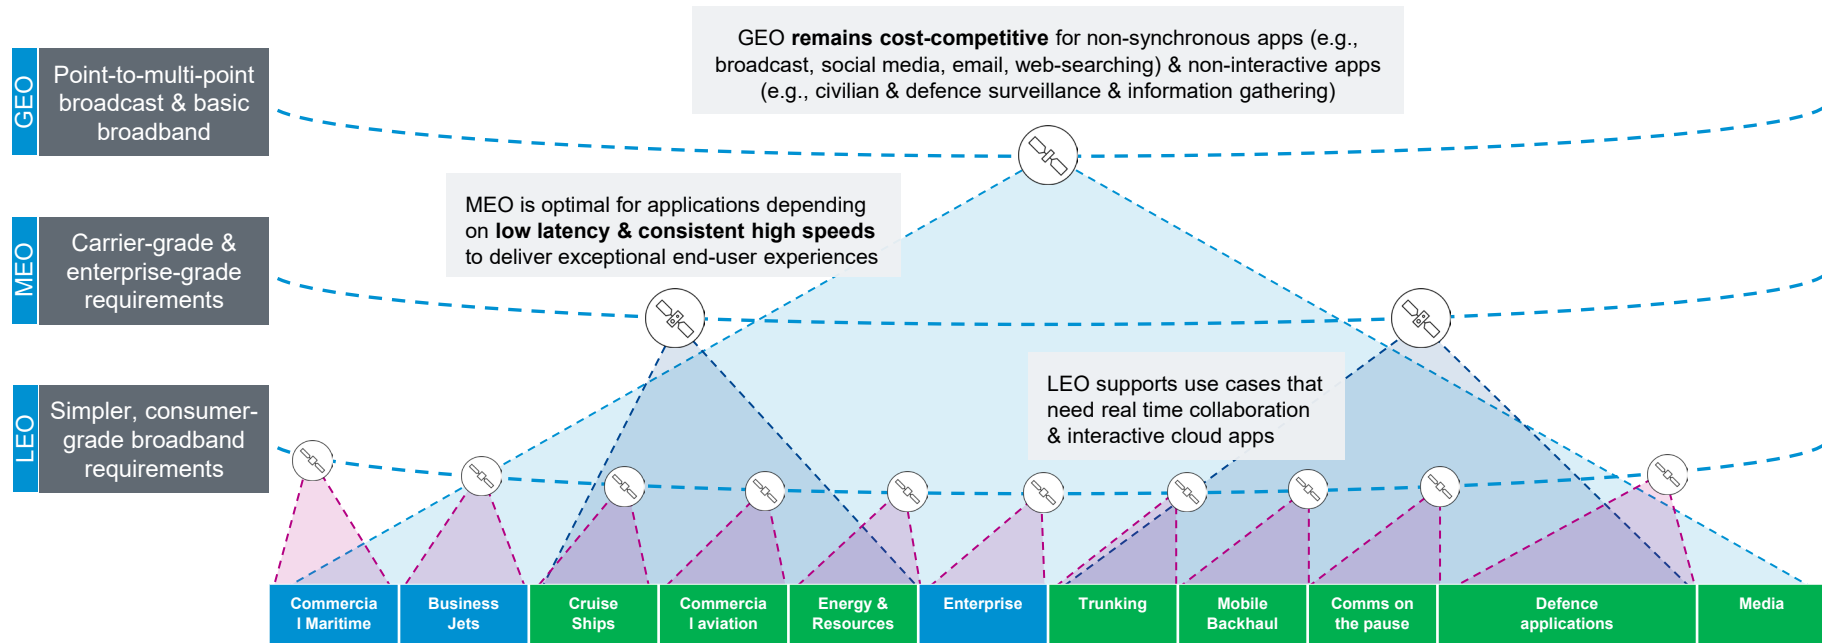 GEO
Point-to-multi-point
broadcast & basic
broadband
GEO remains cost-competitive for non-synchronous apps (e.g.,
broadcast, social media, email, web-searching) & non-interactive apps
(e.g., civilian & defence surveillance & information gathering)
MEO
Carrier-grade &
enterprise-grade
requirements
MEO is optimal for applications depending
on low latency & consistent high speeds
to deliver exceptional end-user experiences
LEO
Simpler, consumer-
grade broadband
requirements
LEO supports use cases that
need real time collaboration
& interactive cloud apps
Commercia
l Maritime
Business
Jets
Cruise
Ships
Commercia
l aviation
Energy &
Resources
Enterprise
Trunking
Mobile
Backhaul
Comms on
the pause
Defence
applications
Media